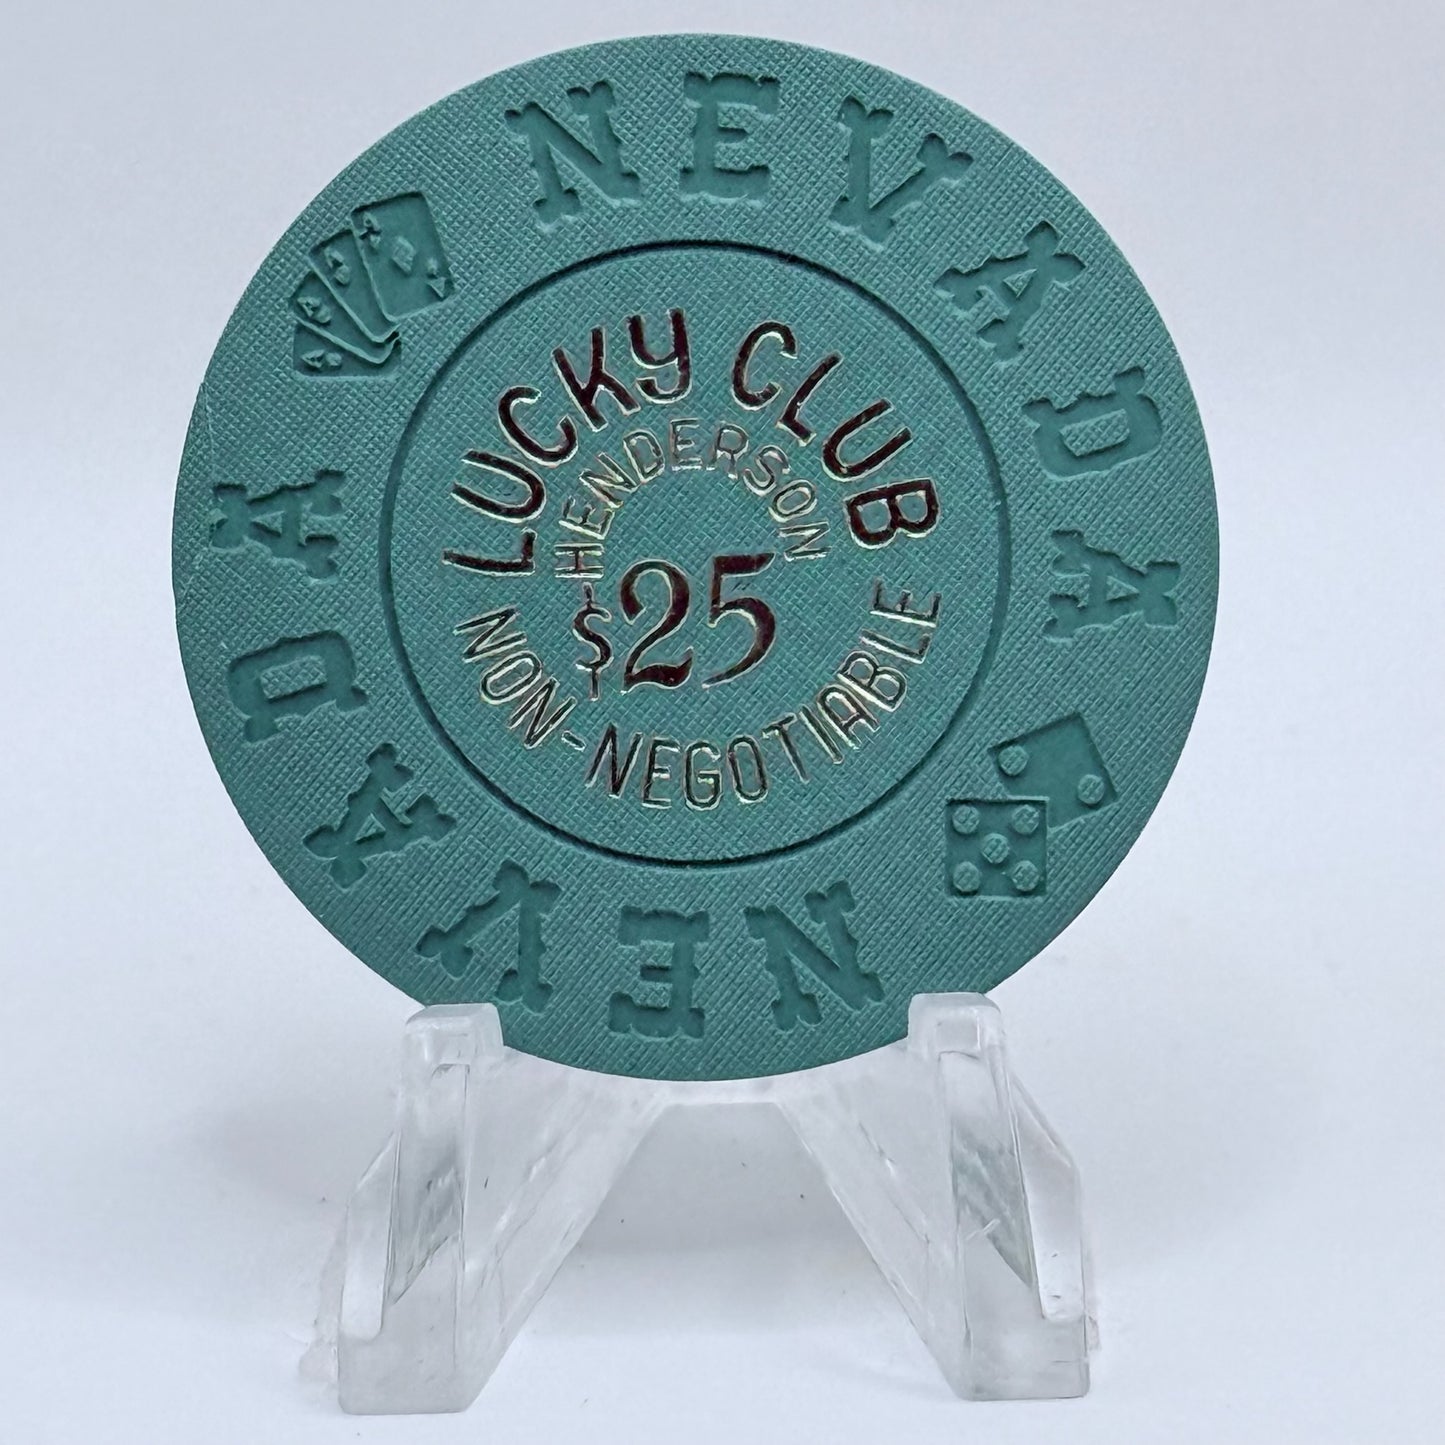 NEVADA
LUCKY CLUB
HENDERSON
$25
NON-NEGOTIABLE
NEVADA